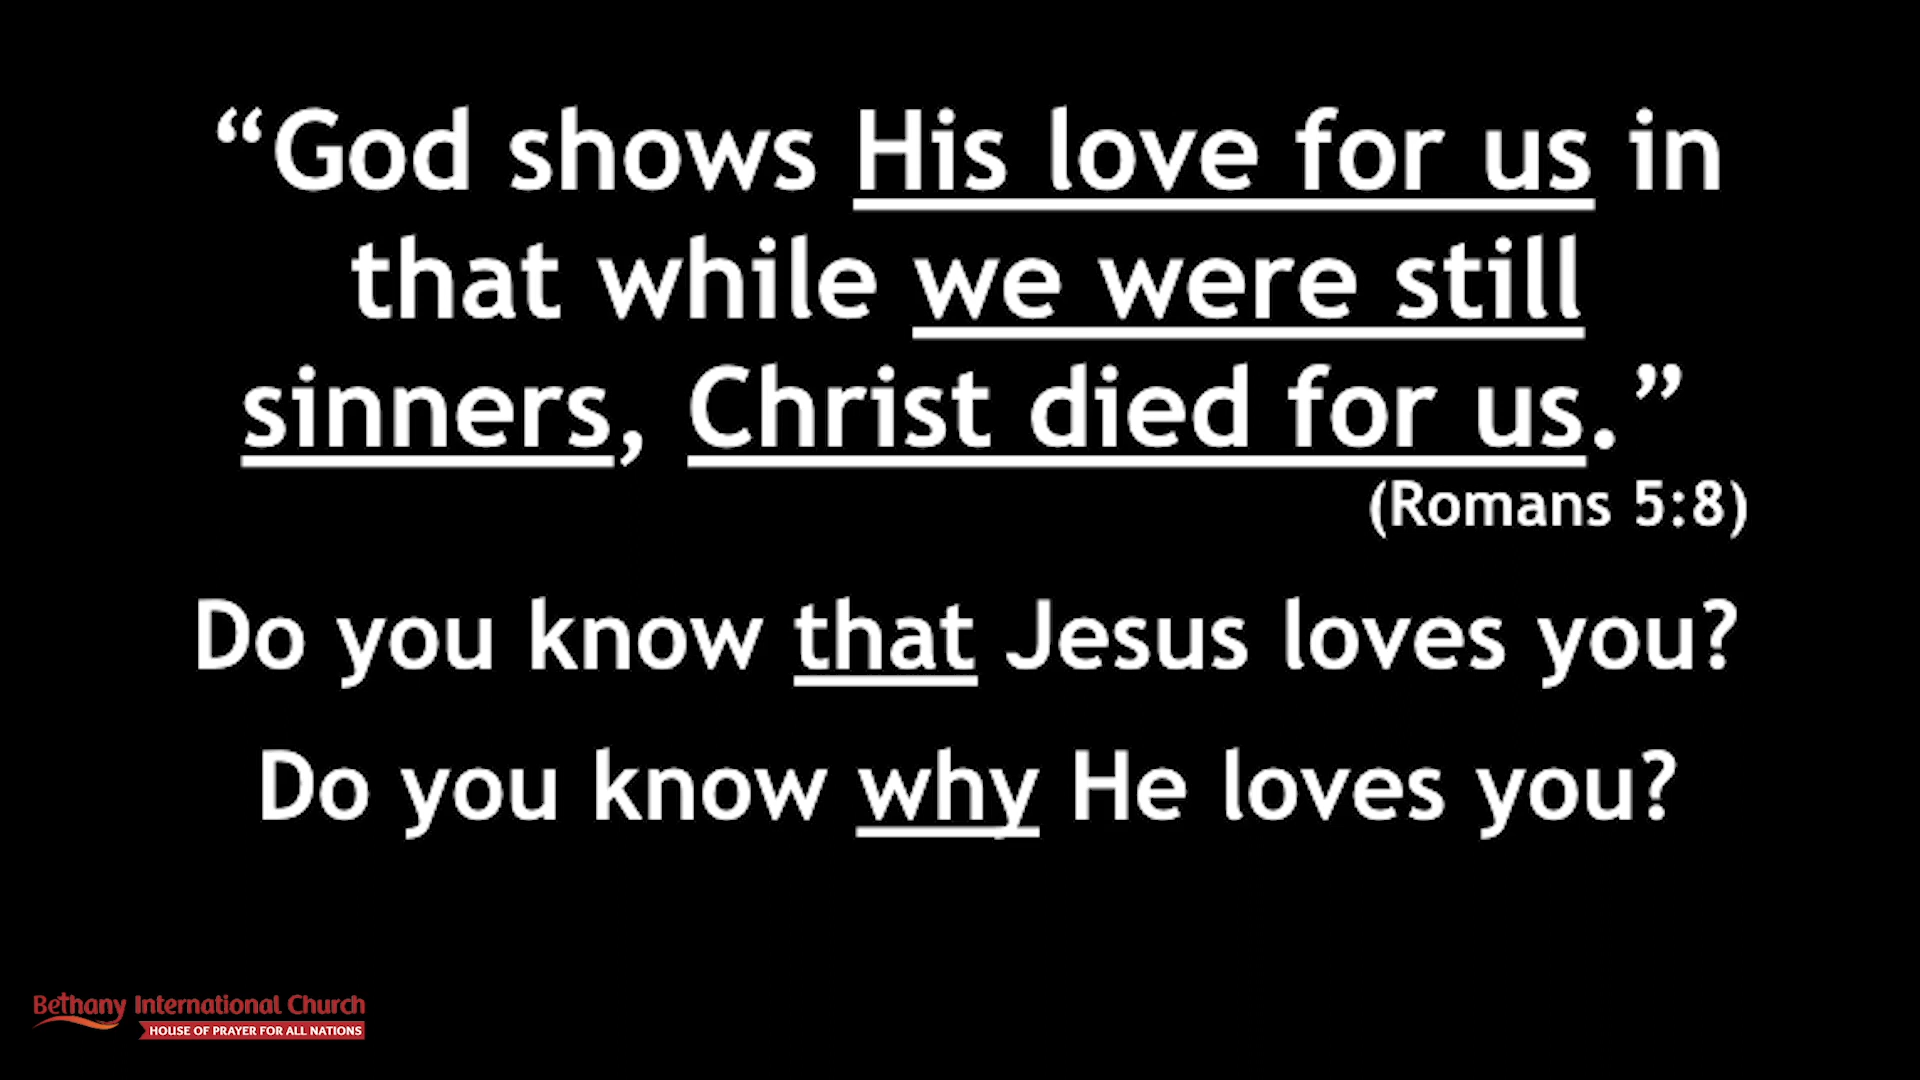 “God shows His love for us in
that while we were still
sinners, Christ died for us.”
(Romans 5:8)
Do you know that Jesus loves you?
Do you know why He loves you?
Bethany International Church
HOUSE OF PRAYER FOR ALL NATIONS